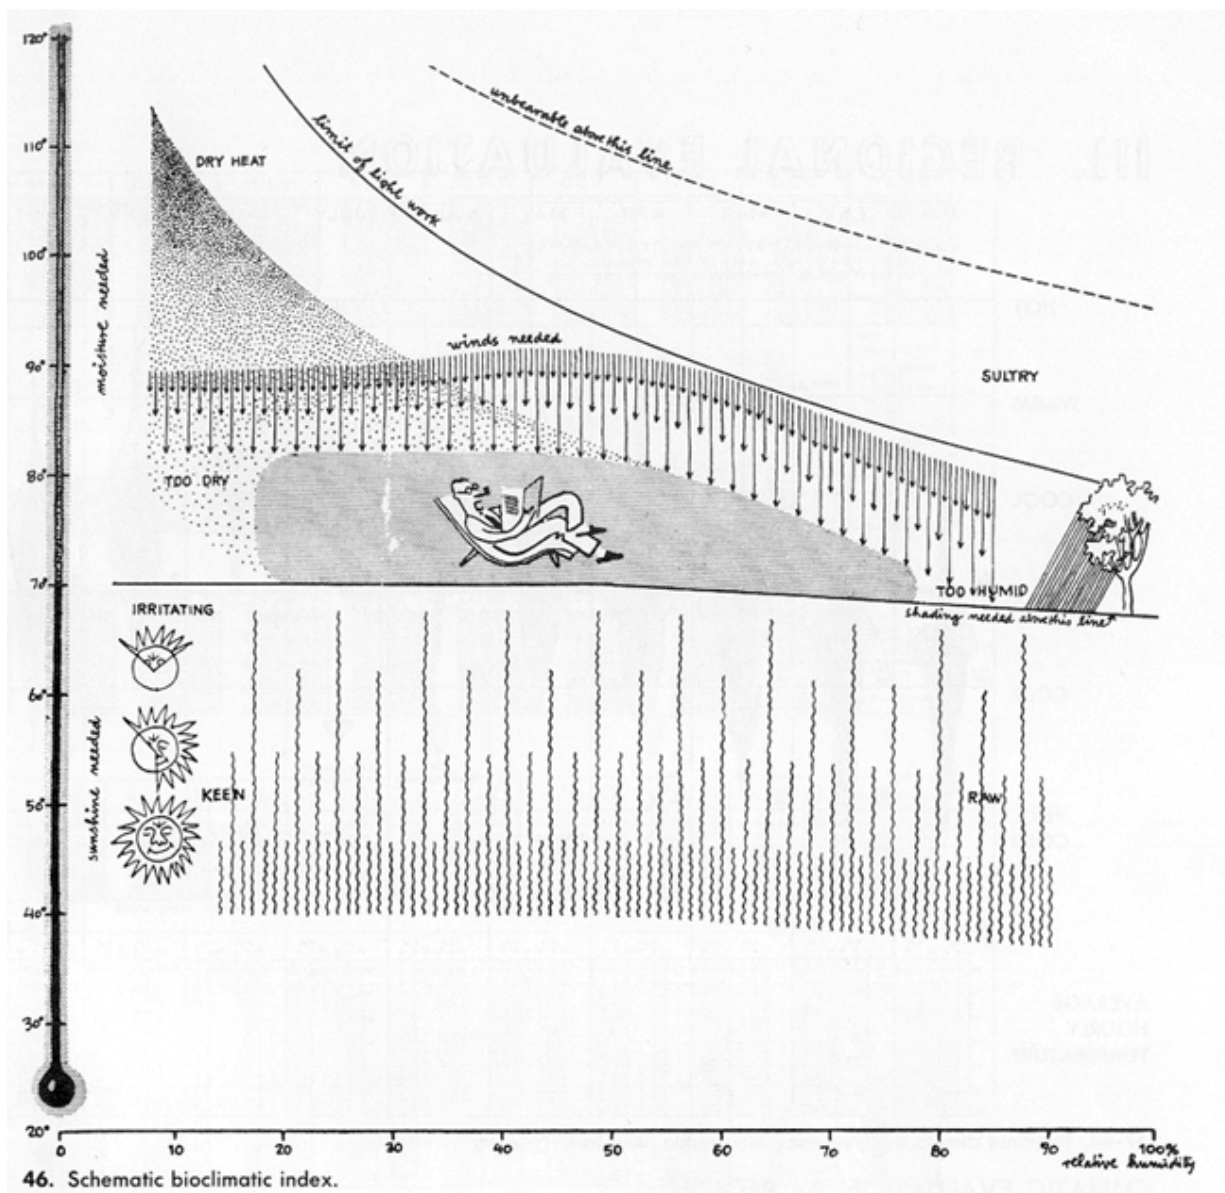 120°
110°
100°
90°
80°
70°
60°
50°
40°
30°
20°
moisture needed
sunshine needed
DRY HEAT
limit of light work
unbearable above this line
winds needed
SULTRY
TOO DRY
TOO HUMID
shading needed above this line
IRRITATING
KEEN
RAW
0 10 20 30 40 50 60 70 80 90 100%
relative humidity
46. Schematic bioclimatic index.